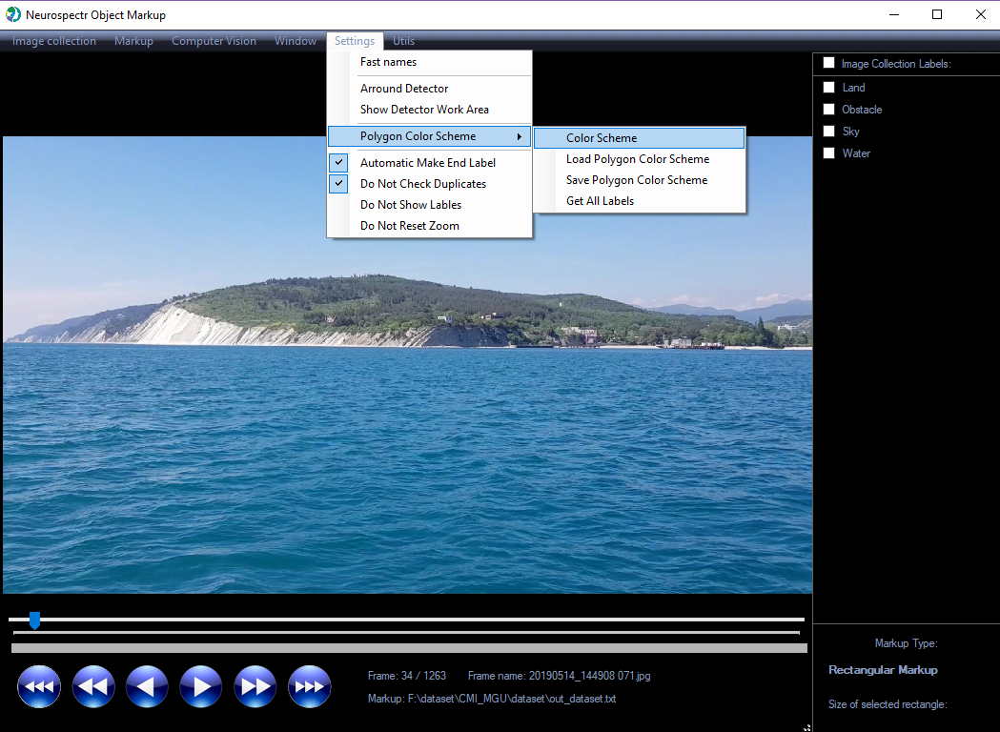 Neurospectr Object Markup
Image collection Markup Computer Vision Window Settings Utils
Fast names
Arround Detector
Show Detector Work Area
Polygon Color Scheme
Automatic Make End Label
Do Not Check Duplicates
Do Not Show Lables
Do Not Reset Zoom
Color Scheme
Load Polygon Color Scheme
Save Polygon Color Scheme
Get All Labels
Image Collection Labels:
Land
Obstacle
Sky
Water
Frame: 34 / 1263 Frame name: 20190514_144908 071.jpg
Markup: F:\dataset\CMI_MGU\dataset\out_dataset.txt
Markup Type:
Rectangular Markup
Size of selected rectangle: